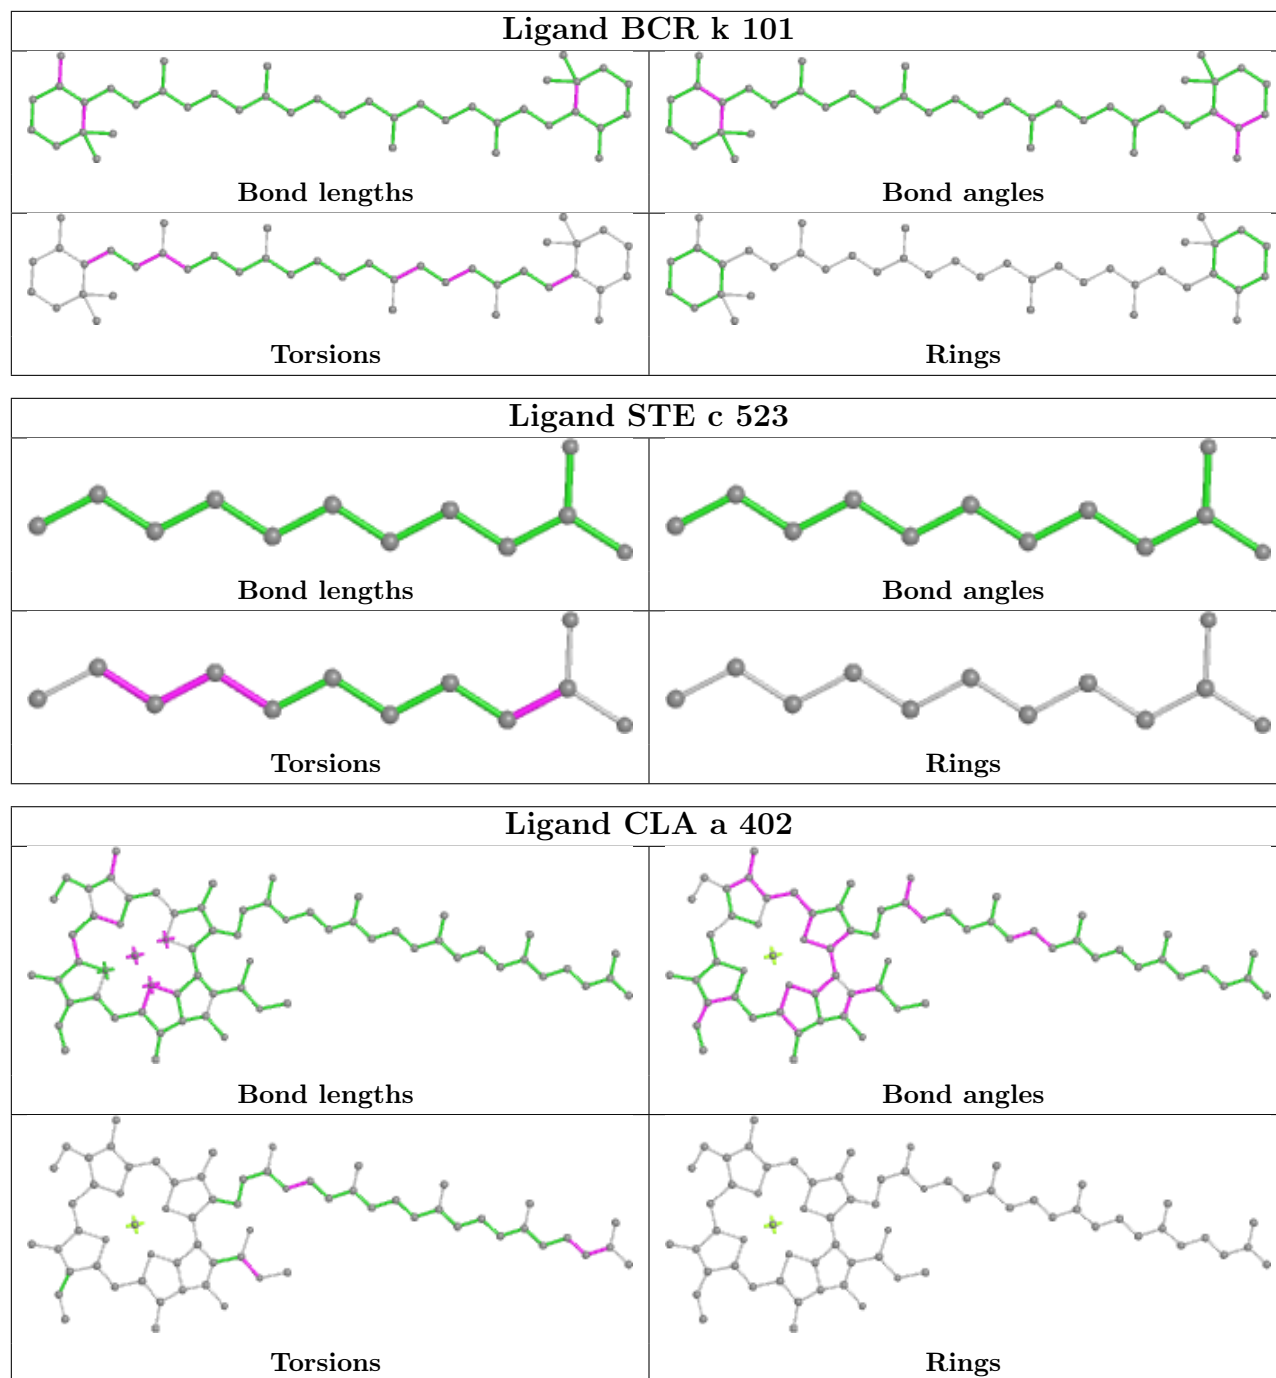 Ligand BCR k 101
Bond lengths
Bond angles
Torsions
Rings
Ligand STE c 523
Bond lengths
Bond angles
Torsions
Rings
Ligand CLA a 402
Bond lengths
Bond angles
Torsions
Rings